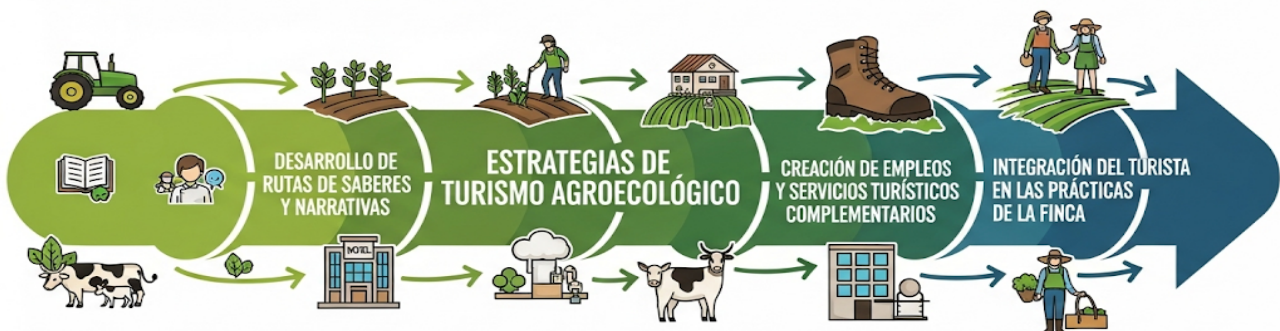 DESARROLLO DE
RUTAS DE SABERES
Y NARRATIVAS
ESTRATEGIAS DE
TURISMO AGROECOLÓGICO
CREACIÓN DE EMPLEOS
Y SERVICIOS TURÍSTICOS
COMPLEMENTARIOS
INTEGRACIÓN DEL TURISTA
EN LAS PRÁCTICAS
DE LA FINCA